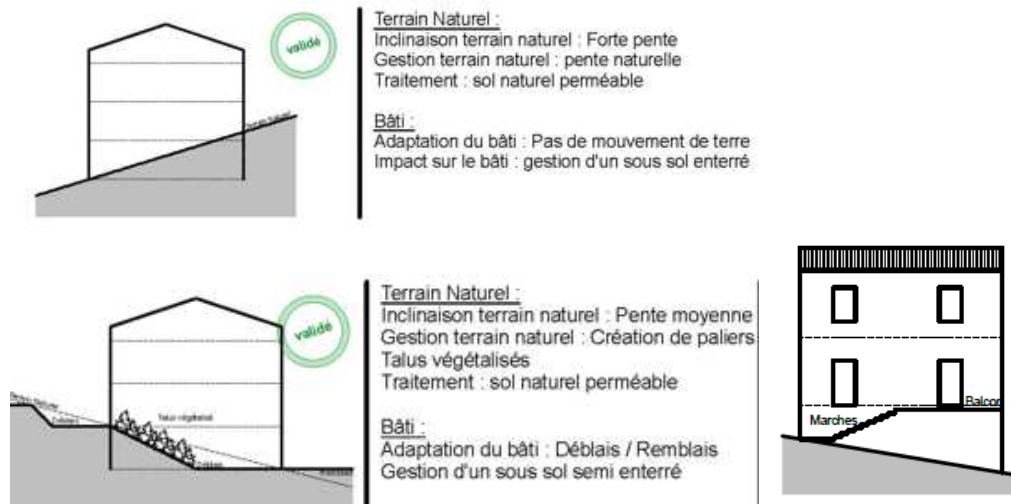 validé
Terrain Naturel :
Inclinaison terrain naturel : Forte pente
Gestion terrain naturel : pente naturelle
Traitement : sol naturel perméable
Bâti :
Adaptation du bâti : Pas de mouvement de terre
Impact sur le bâti : gestion d'un sous sol enterré
validé
Talus végétalisé
Terrain Naturel :
Inclinaison terrain naturel : Pente moyenne
Gestion terrain naturel : Création de paliers
Talus végétalisés
Traitement : sol naturel perméable
Bâti :
Adaptation du bâti : Déblais / Remblais
Gestion d'un sous sol semi enterré
Balcon
Marches